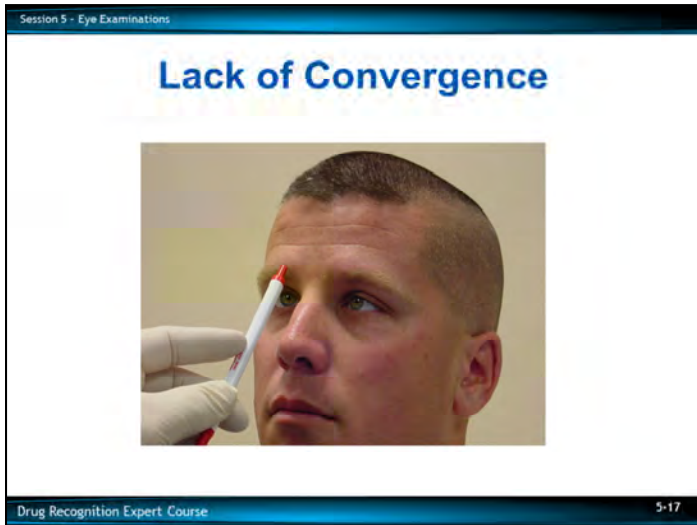 Session 5 - Eye Examinations
Lack of Convergence
Drug Recognition Expert Course
5-17